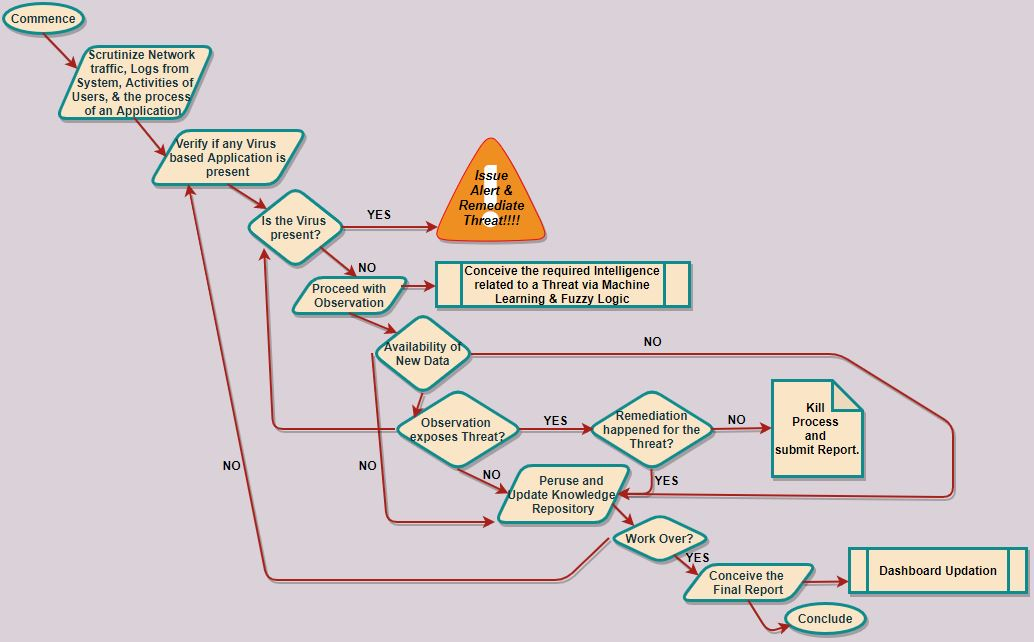 Commence
Scrutinize Network
traffic, Logs from
System, Activities of
Users, & the process
of an Application
Verify if any Virus
based Application is
present
Is the Virus
present?
YES
Issue
Alert &
Remediate
Threat!!!!
NO
Proceed with
Observation
Conceive the required Intelligence
related to a Threat via Machine
Learning & Fuzzy Logic
Availability of
New Data
NO
Observation
exposes Threat?
YES
Remediation
happened for the
Threat?
NO
Kill
Process
and
submit Report.
NO
NO
NO
YES
Peruse and
Update Knowledge
Repository
Work Over?
YES
Conceive the
Final Report
Dashboard Updation
Conclude